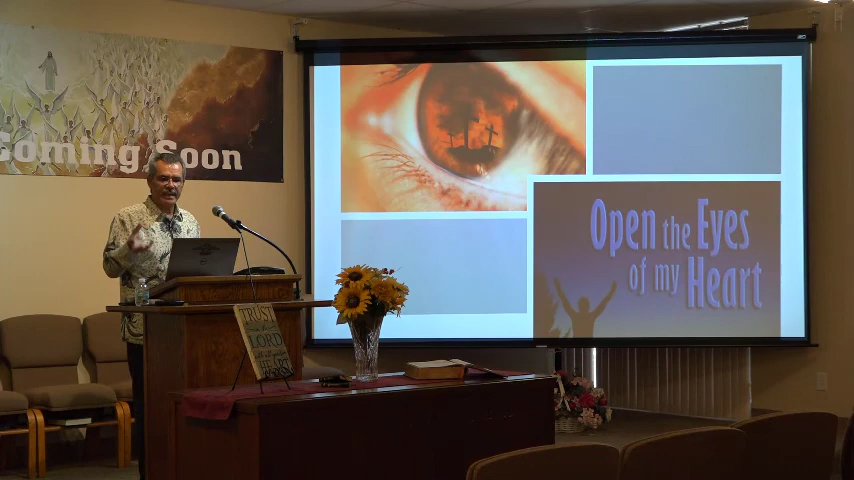 Coming Soon
Open the Eyes
of my Heart
TRUST
LORD